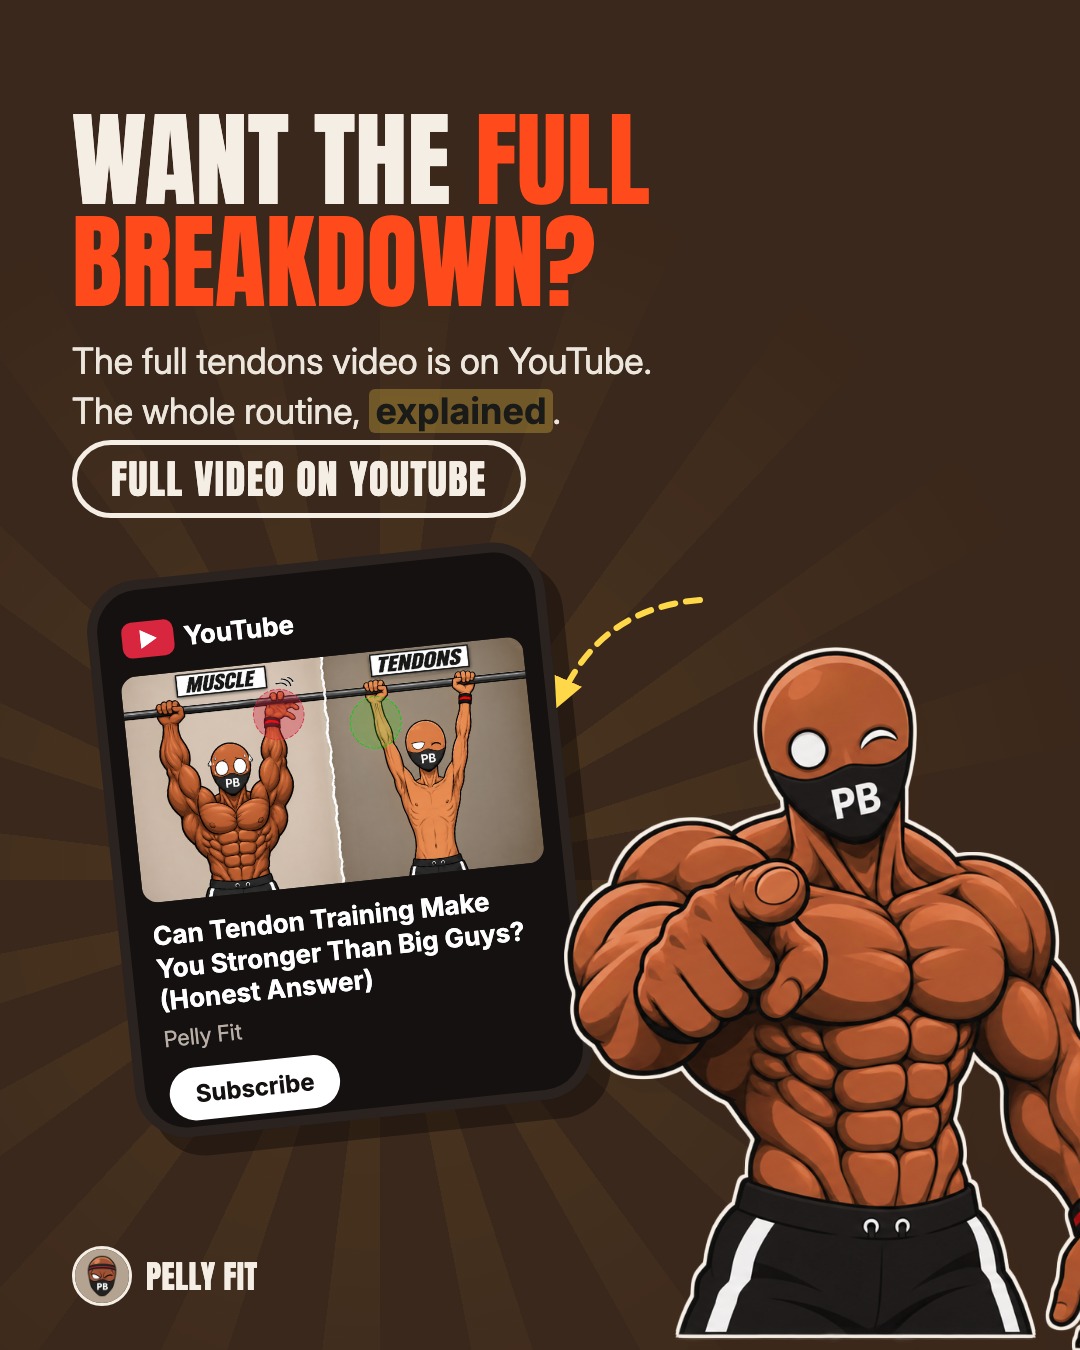 WANT THE FULL
BREAKDOWN?
The full tendons video is on YouTube.
The whole routine, explained.
FULL VIDEO ON YOUTUBE
YouTube
MUSCLE
TENDONS
PB
PB
Can Tendon Training Make
You Stronger Than Big Guys?
(Honest Answer)
Pelly Fit
Subscribe
PB
PB
PELLY FIT